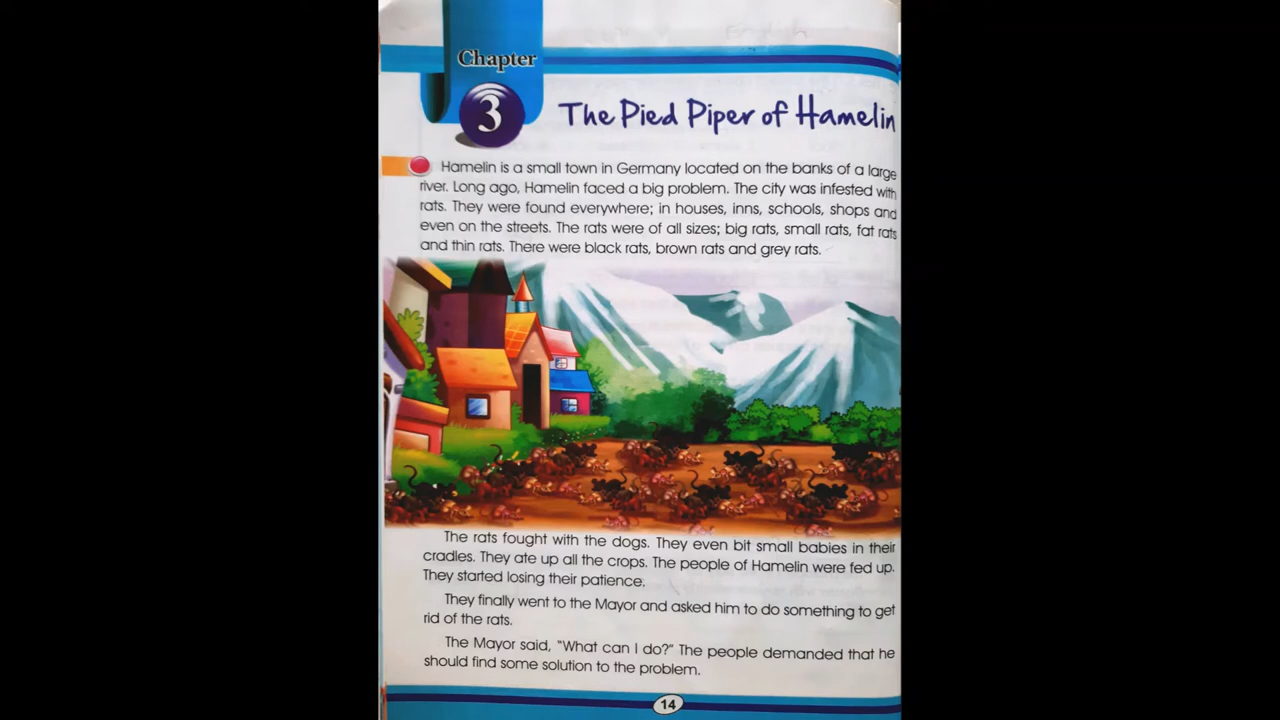 Chapter
3
The Pied Piper of Hamelin
Hamelin is a small town in Germany located on the banks of a large
river. Long ago, Hamelin faced a big problem. The city was infested with
rats. They were found everywhere; in houses, inns, schools, shops and
even on the streets. The rats were of all sizes; big rats, small rats, fat rats
and thin rats. There were black rats, brown rats and grey rats.
The rats fought with the dogs. They even bit small babies in their
cradles. They ate up all the crops. The people of Hamelin were fed up.
They started losing their patience.
They finally went to the Mayor and asked him to do something to get
rid of the rats.
The Mayor said, “What can I do?” The people demanded that he
should find some solution to the problem.
14